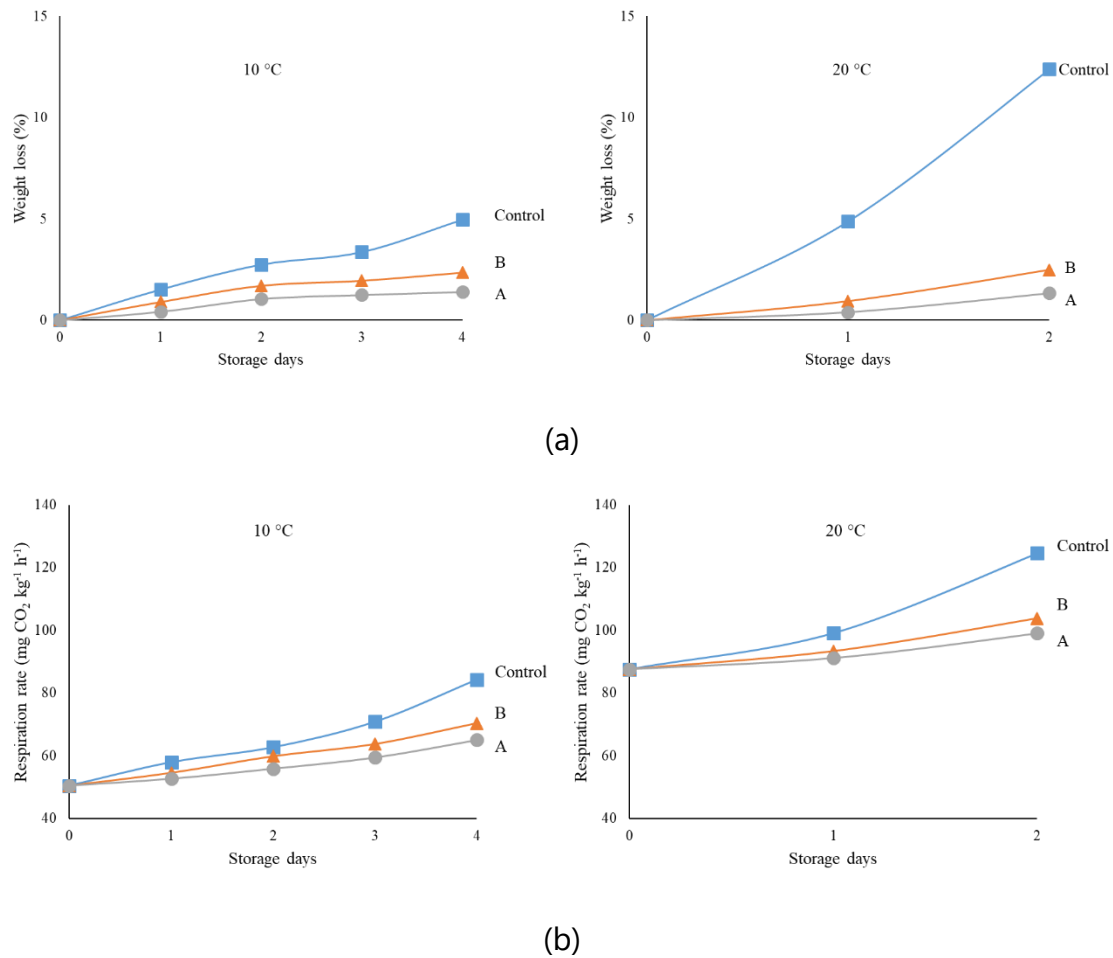 10 °C
Weight loss (%)
15
10
5
0
Control
B
A
0 1 2 3 4
Storage days
20 °C
Weight loss (%)
15
10
5
0
Control
B
A
0 1 2
Storage days
(a)
10 °C
Respiration rate (mg CO₂ kg⁻¹ h⁻¹)
140
120
100
80
60
40
Control
B
A
0 1 2 3 4
Storage days
20 °C
Respiration rate (mg CO₂ kg⁻¹ h⁻¹)
140
120
100
80
60
40
Control
B
A
0 1 2
Storage days
(b)